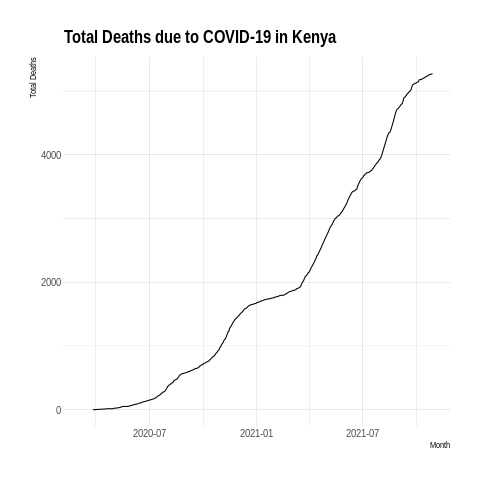 Total Deaths due to COVID-19 in Kenya
Total Deaths
4000
2000
0
2020-07
2021-01
2021-07
Month